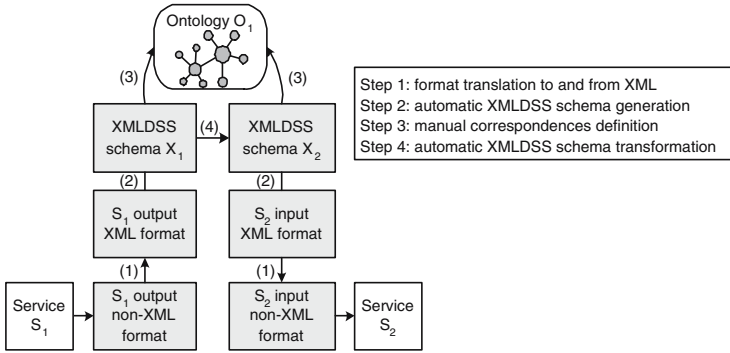 Ontology O1
(3)
(3)
XMLDSS
schema X1
(4)
XMLDSS
schema X2
(2)
(2)
S1 output
XML format
S2 input
XML format
(1)
(1)
Service
S1
S1 output
non-XML
format
S2 input
non-XML
format
Service
S2
Step 1: format translation to and from XML
Step 2: automatic XMLDSS schema generation
Step 3: manual correspondences definition
Step 4: automatic XMLDSS schema transformation